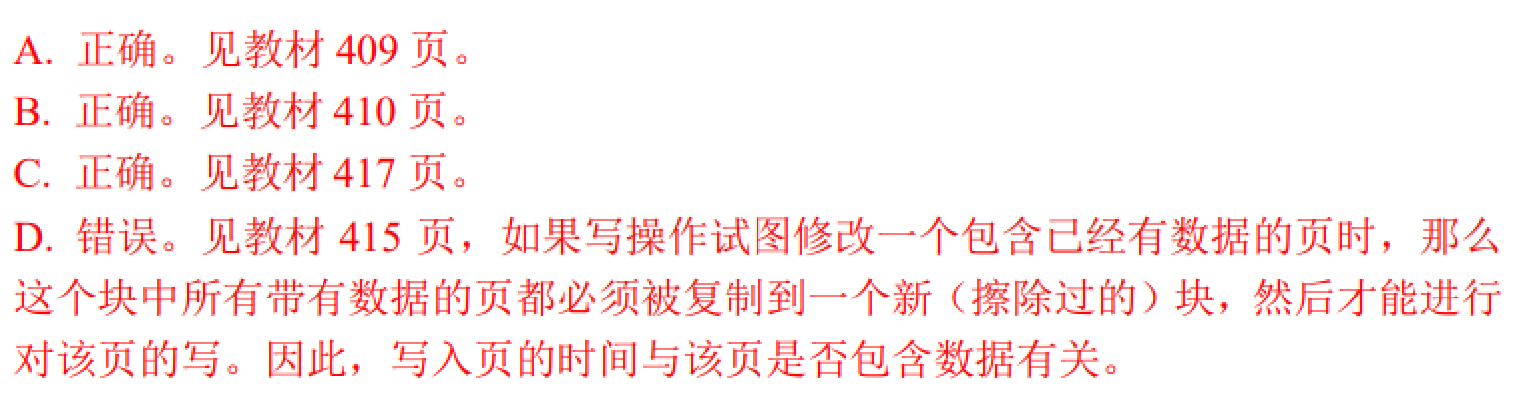 A. 正确。见教材 409 页。
B. 正确。见教材 410 页。
C. 正确。见教材 417 页。
D. 错误。见教材 415 页，如果写操作试图修改一个包含已经有数据的页时，那么
这个块中所有带有数据的页都必须被复制到一个新（擦除过的）块，然后才能进行
对该页的写。因此，写入页的时间与该页是否包含数据有关。